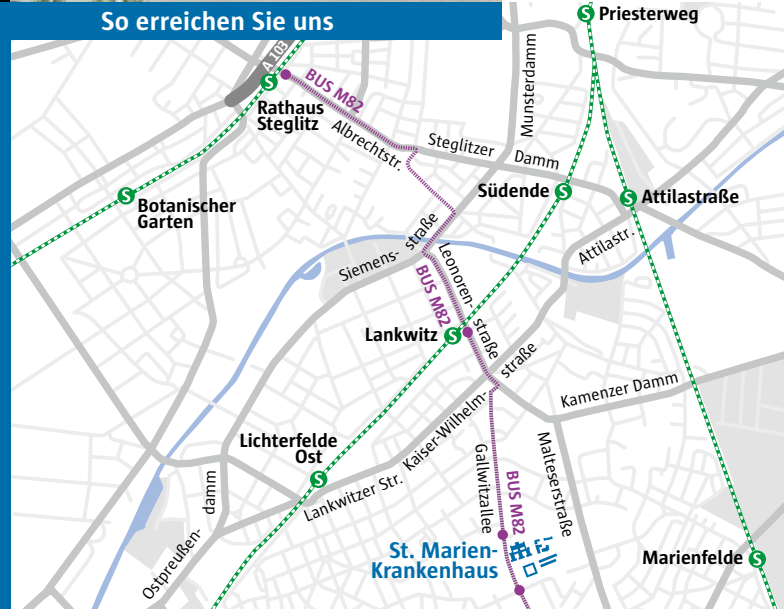 So erreichen Sie uns
Priesterweg
A 103
BUS M82
Rathaus
Steglitz
Albrechtstr.
Steglitzer Damm
Munsterdamm
Botanischer
Garten
Südende
Attilastraße
Siemens- straße
Attilastr.
BUS M82
Leonoren- straße
Lankwitz
Kaiser-Wilhelm- straße
Kamenzer Damm
Lichterfelde
Ost
Lankwitzer Str.
Ostpreußen- damm
Gallwitzallee
BUS M82
Malteserstraße
St. Marien-
Krankenhaus
Marienfelde
S
S
S
S
S
S
S
S